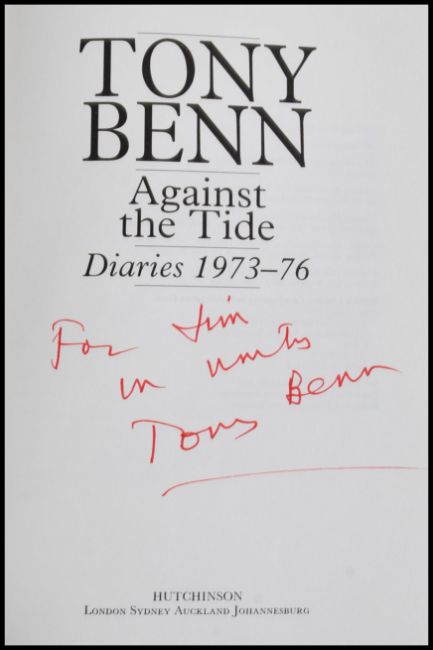 TONY
BENN
Against
the Tide
Diaries 1973–76
For Jim
in unity
Tony Benn
HUTCHINSON
LONDON SYDNEY AUCKLAND JOHANNESBURG